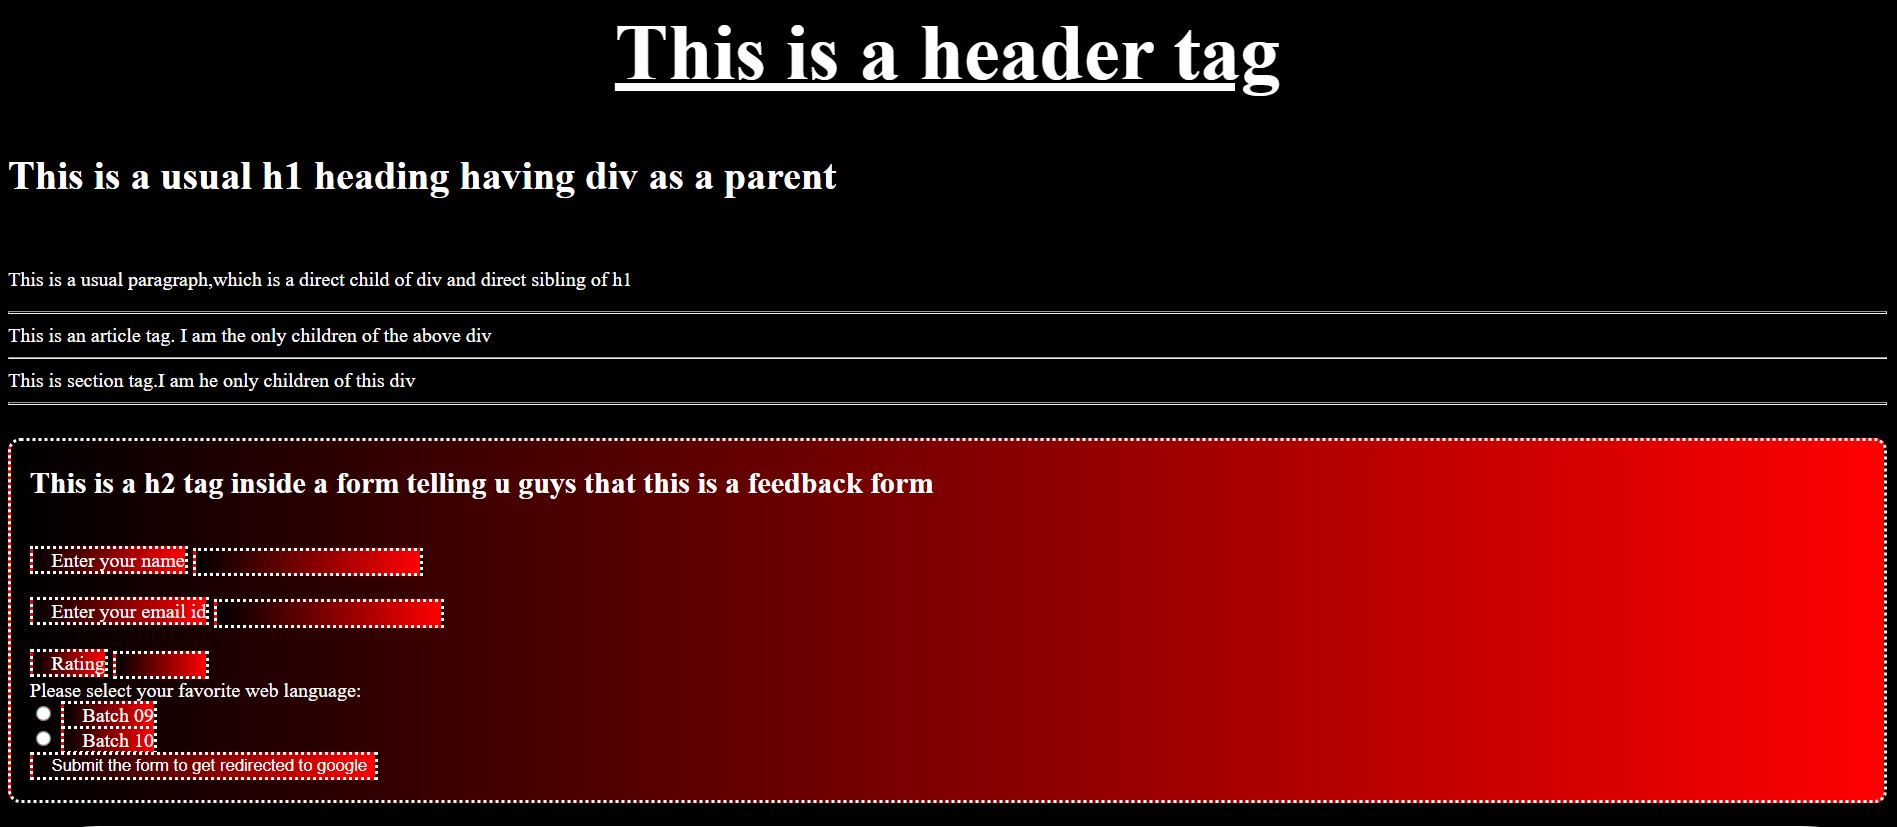 This is a header tag
This is a usual h1 heading having div as a parent
This is a usual paragraph,which is a direct child of div and direct sibling of h1
This is an article tag. I am the only children of the above div
This is section tag.I am he only children of this div
This is a h2 tag inside a form telling u guys that this is a feedback form
Enter your name
Enter your email id
Rating
Please select your favorite web language:
Batch 09
Batch 10
Submit the form to get redirected to google